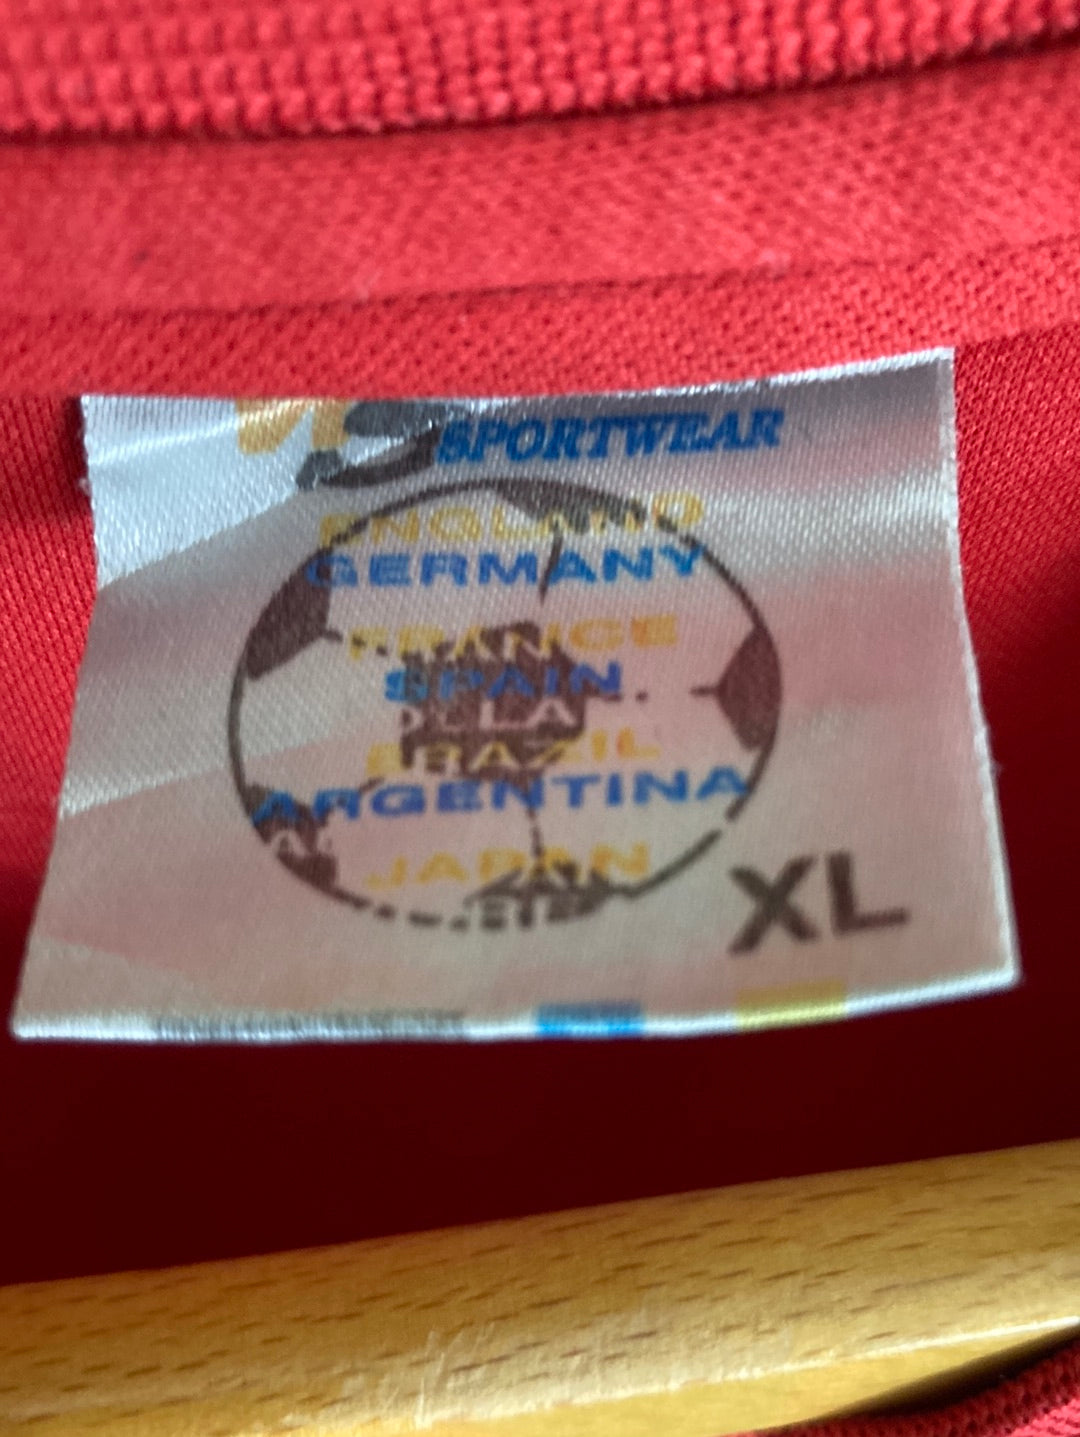 SPORTWEAR
ENGLAND
GERMANY
FRANCE
SPAIN
BRAZIL
ARGENTINA
JAPAN
XL